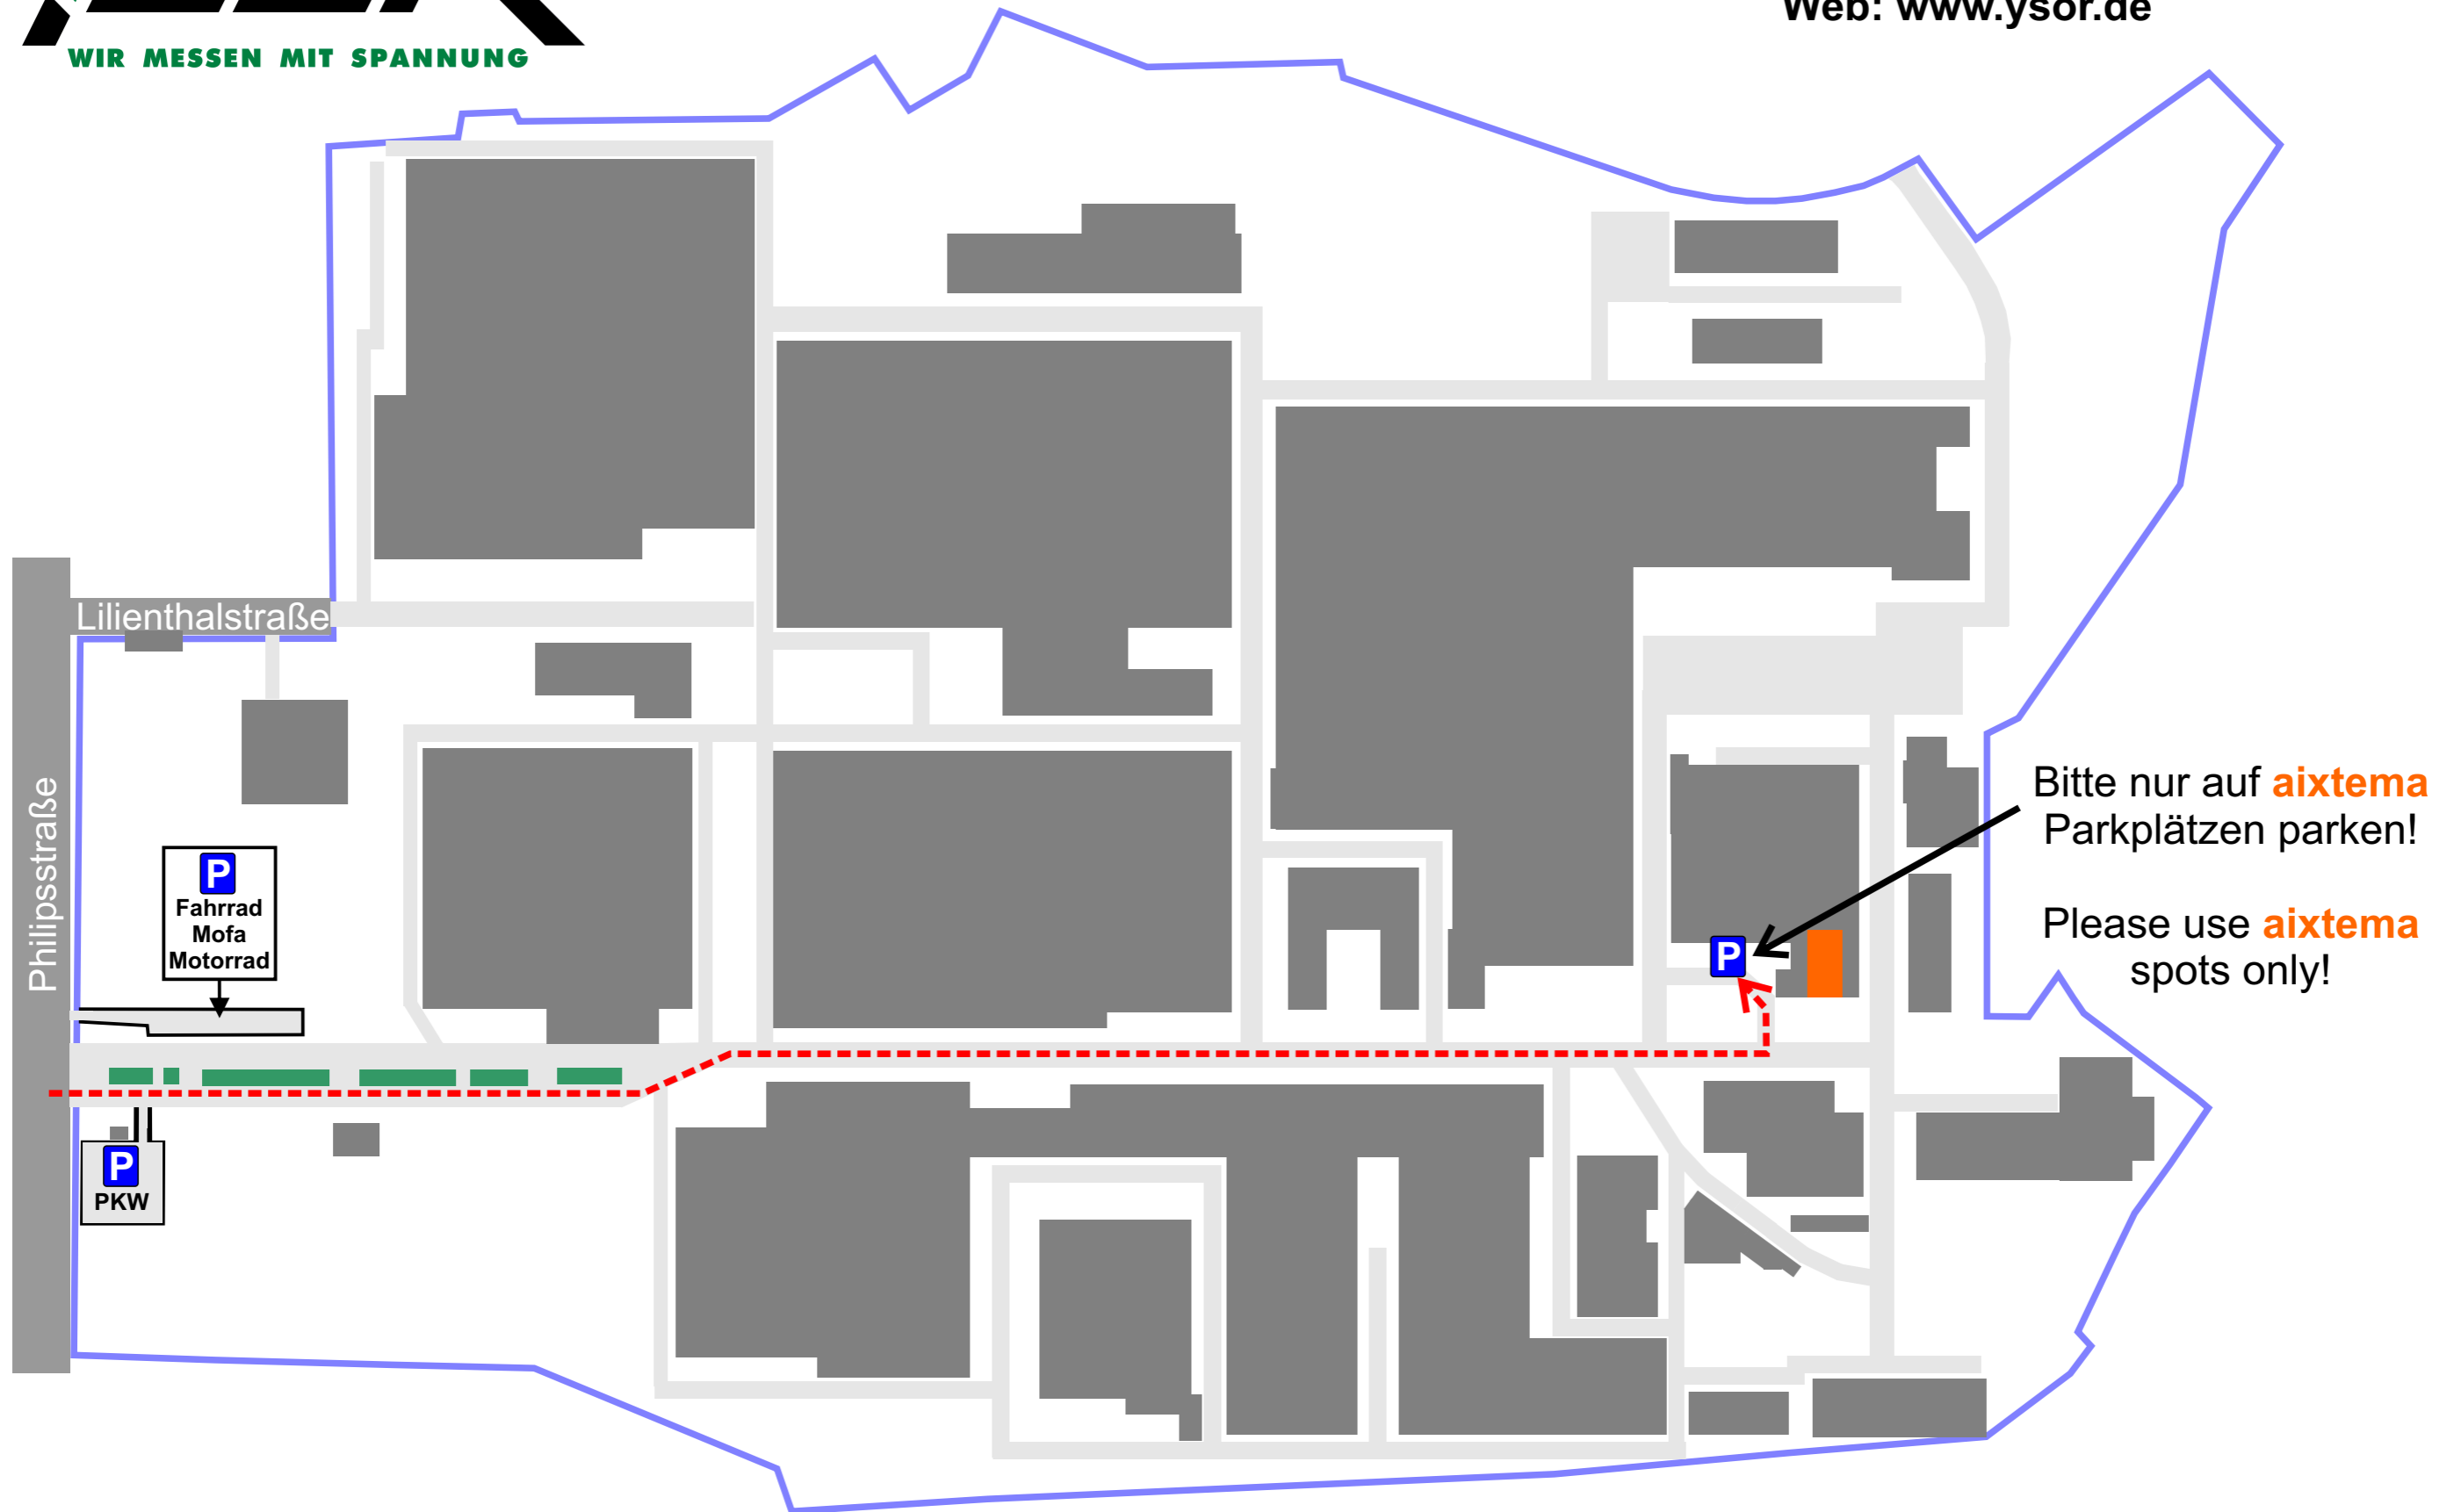 WIR MESSEN MIT SPANNUNG
Web: www.ysor.de
Lilienthalstraße
Philipsstraße
P
Fahrrad
Mofa
Motorrad
P
PKW
P
Bitte nur auf aixtema
Parkplätzen parken!
Please use aixtema
spots only!